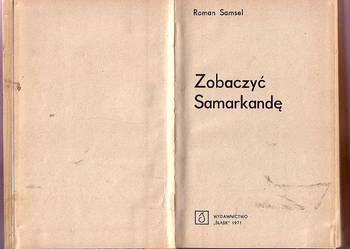 Roman Samsel
Zobaczyć
Samarkandę
WYDAWNICTWO
„ŚLĄSK” 1971